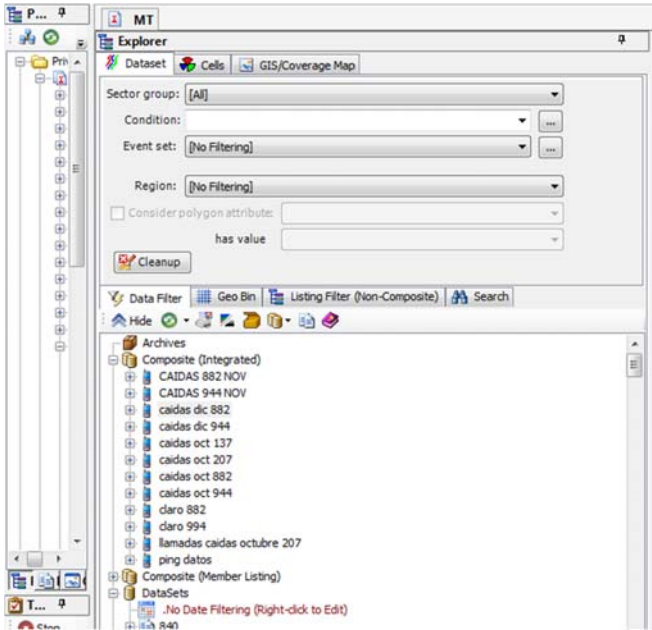 P...
MT
Explorer
Dataset Cells GIS/Coverage Map
Sector group: [All]
Condition: ...
Event set: [No Filtering] ...
Region: [No Filtering]
Consider polygon attribute:
has value
Cleanup
Data Filter Geo Bin Listing Filter (Non-Composite) Search
Hide
Archives
Composite (Integrated)
CAIDAS 882 NOV
CAIDAS 944 NOV
caidas dic 882
caidas dic 944
caidas oct 137
caidas oct 207
caidas oct 882
caidas oct 944
claro 882
claro 994
llamadas caidas octubre 207
ping datos
Composite (Member Listing)
DataSets
.No Date Filtering (Right-click to Edit)
840
Priv
T...
Stop